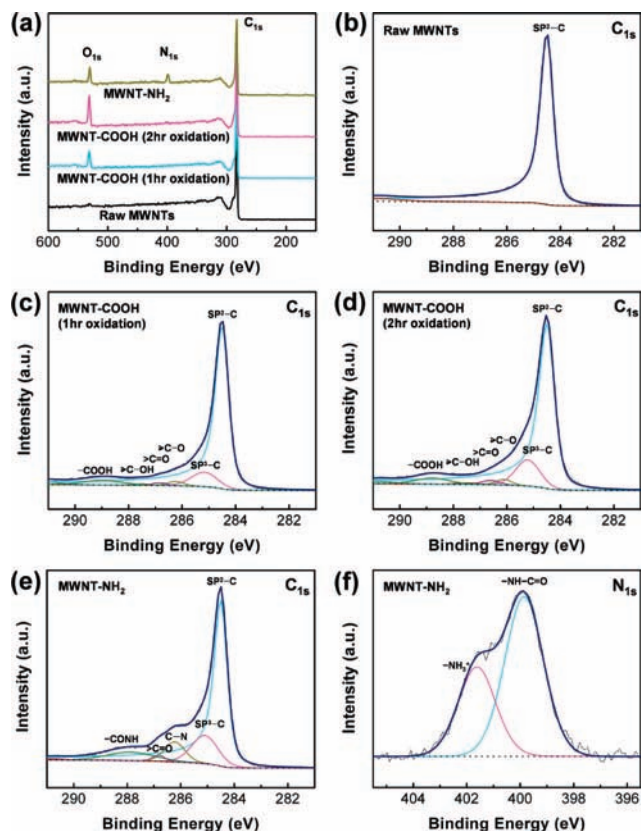 (a)
C1s
O1s
N1s
MWNT-NH2
MWNT-COOH (2hr oxidation)
MWNT-COOH (1hr oxidation)
Raw MWNTs
600 500 400 300 200
Binding Energy (eV)
Intensity (a.u.)
(b)
Raw MWNTs
SP²-C
C1s
290 288 286 284 282
Binding Energy (eV)
Intensity (a.u.)
(c)
MWNT-COOH
(1hr oxidation)
SP²-C
C1s
>C-O
>C=O
>C-OH
-COOH
SP³-C
290 288 286 284 282
Binding Energy (eV)
Intensity (a.u.)
(d)
MWNT-COOH
(2hr oxidation)
SP²-C
C1s
>C-O
>C=O
>C-OH
-COOH
SP³-C
290 288 286 284 282
Binding Energy (eV)
Intensity (a.u.)
(e)
MWNT-NH2
SP²-C
C1s
C-N
SP³-C
-CONH
>C=O
290 288 286 284 282
Binding Energy (eV)
Intensity (a.u.)
(f)
MWNT-NH2
-NH-C=O
N1s
-NH3+
404 402 400 398 396
Binding Energy (eV)
Intensity (a.u.)